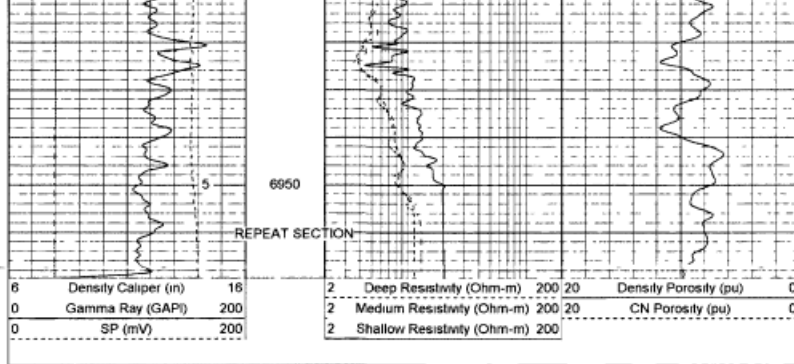 5 6950
REPEAT SECTION
6 Density Caliper (in) 16 2 Deep Resistivity (Ohm-m) 200 20 Density Porosity (pu) 0
0 Gamma Ray (GAPI) 200 2 Medium Resistivity (Ohm-m) 200 20 CN Porosity (pu) 0
0 SP (mV) 200 2 Shallow Resistivity (Ohm-m) 200